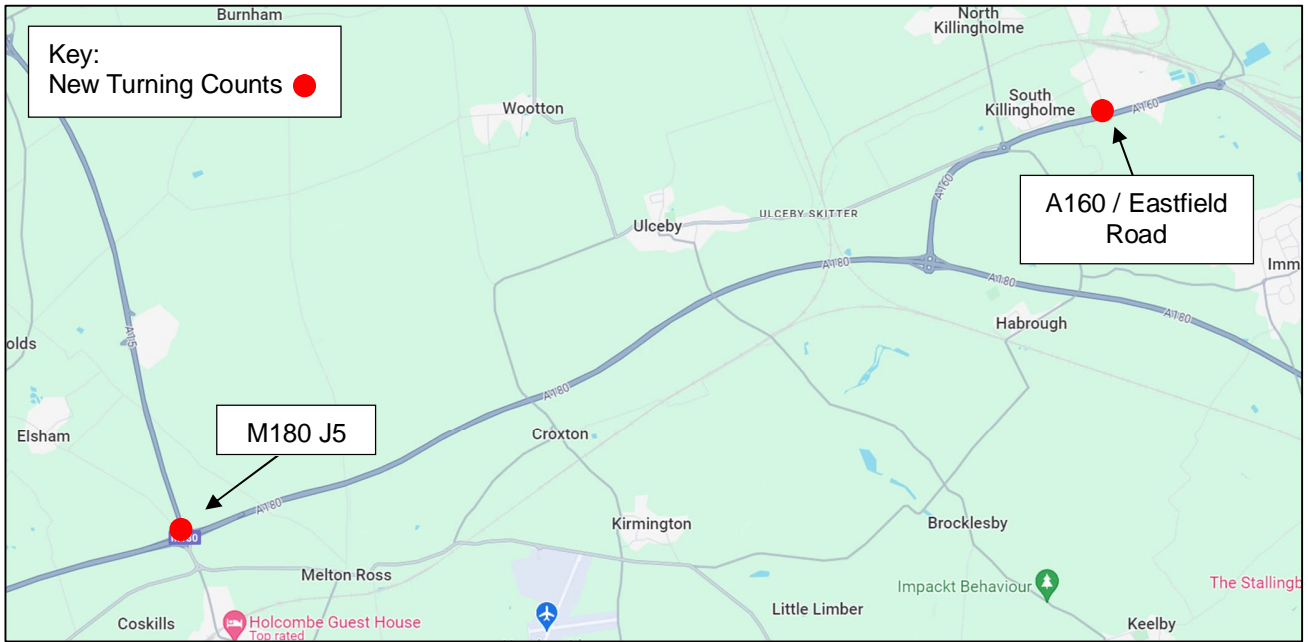 Burnham
North
Killingholme
Key:
New Turning Counts
Wootton
South
Killingholme
A160
A160
A160 / Eastfield
Road
ULCEBY SKITTER
Ulceby
Imm
A180
A180
A180
Habrough
A15
olds
A180
M180 J5
Elsham
Croxton
A180
Kirmington
Brocklesby
Melton Ross
Impackt Behaviour
The Stallingb
Little Limber
Coskills
Holcombe Guest House
Top rated
Keelby